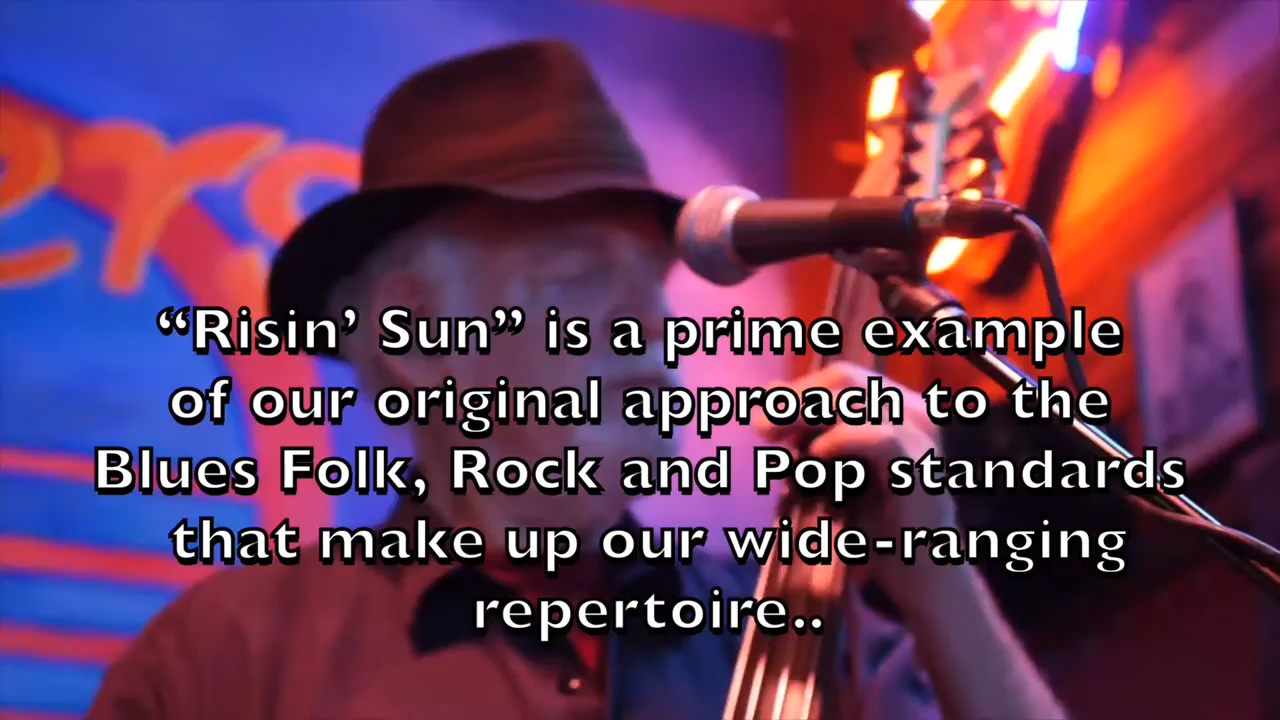 ers
“Risin’ Sun” is a prime example
of our original approach to the
Blues Folk, Rock and Pop standards
that make up our wide-ranging
repertoire..